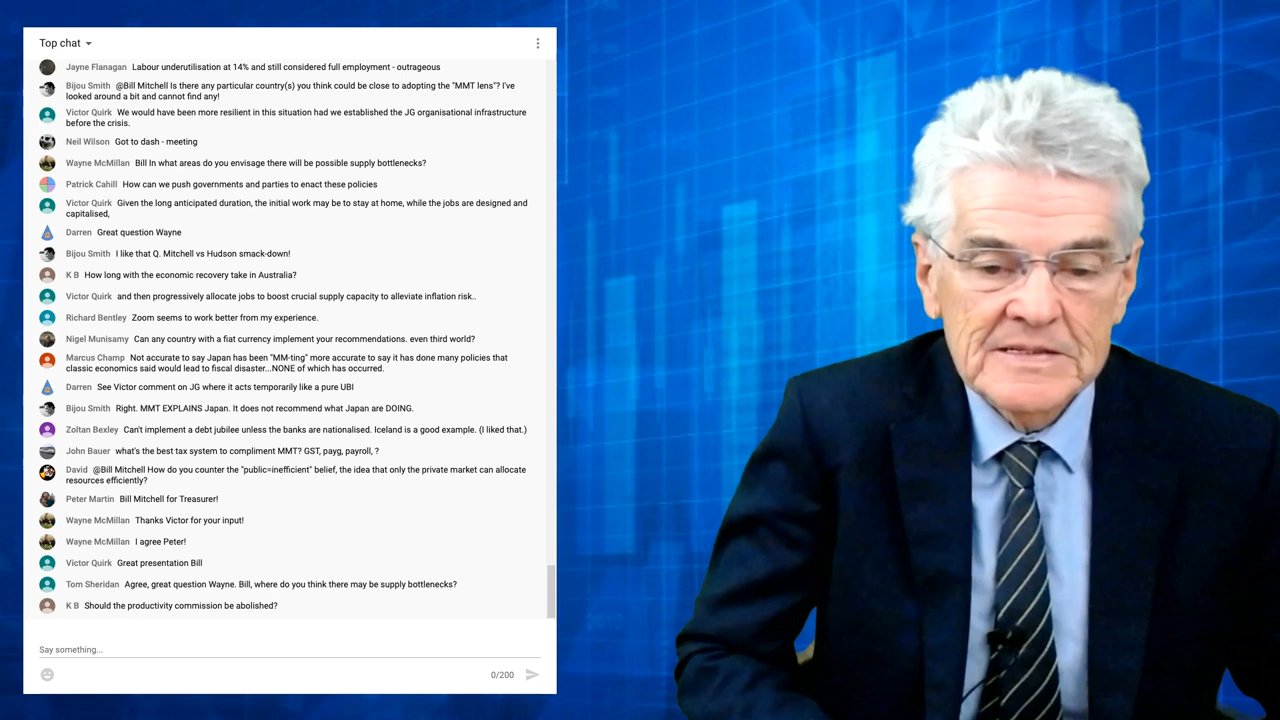 Top chat
Jayne Flanagan Labour underutilisation at 14% and still considered full employment - outrageous
Bijou Smith @Bill Mitchell Is there any particular country(s) you think could be close to adopting the "MMT lens"? I've
looked around a bit and cannot find any!
Victor Quirk We would have been more resilient in this situation had we established the JG organisational infrastructure
before the crisis.
Neil Wilson Got to dash - meeting
Wayne McMillan Bill In what areas do you envisage there will be possible supply bottlenecks?
Patrick Cahill How can we push governments and parties to enact these policies
Victor Quirk Given the long anticipated duration, the initial work may be to stay at home, while the jobs are designed and
capitalised,
Darren Great question Wayne
Bijou Smith I like that Q. Mitchell vs Hudson smack-down!
K B How long with the economic recovery take in Australia?
Victor Quirk and then progressively allocate jobs to boost crucial supply capacity to alleviate inflation risk..
Richard Bentley Zoom seems to work better from my experience.
Nigel Munisamy Can any country with a fiat currency implement your recommendations. even third world?
Marcus Champ Not accurate to say Japan has been "MM-ting" more accurate to say it has done many policies that
classic economics said would lead to fiscal disaster...NONE of which has occurred.
Darren See Victor comment on JG where it acts temporarily like a pure UBI
Bijou Smith Right. MMT EXPLAINS Japan. It does not recommend what Japan are DOING.
Zoltan Bexley Can't implement a debt jubilee unless the banks are nationalised. Iceland is a good example. (I liked that.)
John Bauer what's the best tax system to compliment MMT? GST, payg, payroll, ?
David @Bill Mitchell How do you counter the "public=inefficient" belief, the idea that only the private market can allocate
resources efficiently?
Peter Martin Bill Mitchell for Treasurer!
Wayne McMillan Thanks Victor for your input!
Wayne McMillan I agree Peter!
Victor Quirk Great presentation Bill
Tom Sheridan Agree, great question Wayne. Bill, where do you think there may be supply bottlenecks?
K B Should the productivity commission be abolished?
Say something...
0/200